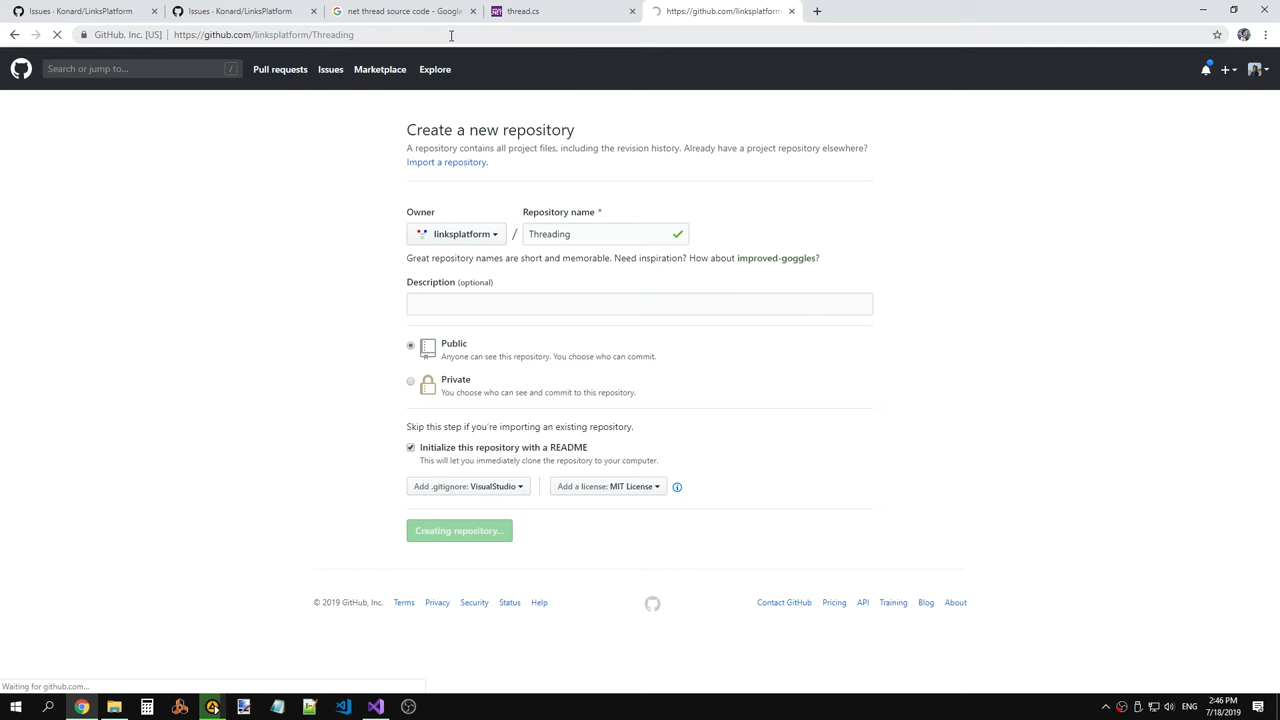 Issues · Konard/LinksPlatform
Issues · Konard/LinksPlatform
net thread source code - Google
thread.cs
https://github.com/linksplatform
GitHub, Inc. [US]
https://github.com/linksplatform/Threading
Search or jump to...
/
Pull requests
Issues
Marketplace
Explore
Create a new repository
A repository contains all project files, including the revision history. Already have a project repository elsewhere?
Import a repository.
Owner
Repository name *
linksplatform
/
Threading
Great repository names are short and memorable. Need inspiration? How about improved-goggles?
Description (optional)
Public
Anyone can see this repository. You choose who can commit.
Private
You choose who can see and commit to this repository.
Skip this step if you're importing an existing repository.
Initialize this repository with a README
This will let you immediately clone the repository to your computer.
Add .gitignore: VisualStudio
Add a license: MIT License
Creating repository...
© 2019 GitHub, Inc.
Terms
Privacy
Security
Status
Help
Contact GitHub
Pricing
API
Training
Blog
About
Waiting for github.com...
ENG
2:46 PM
7/18/2019